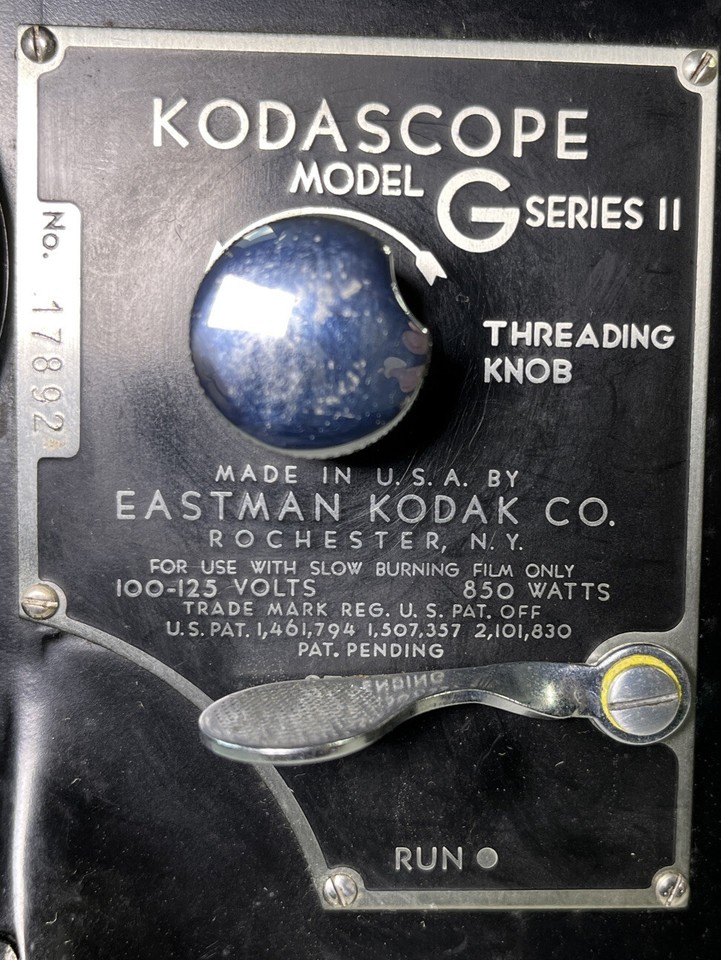 KODASCOPE
MODEL G SERIES II
No. 17892
THREADING
KNOB
MADE IN U.S.A. BY
EASTMAN KODAK CO.
ROCHESTER, N.Y.
FOR USE WITH SLOW BURNING FILM ONLY
100-125 VOLTS 850 WATTS
TRADE MARK REG. U.S. PAT. OFF
U.S. PAT. 1,461,794 1,507,357 2,101,830
PAT. PENDING
RUN